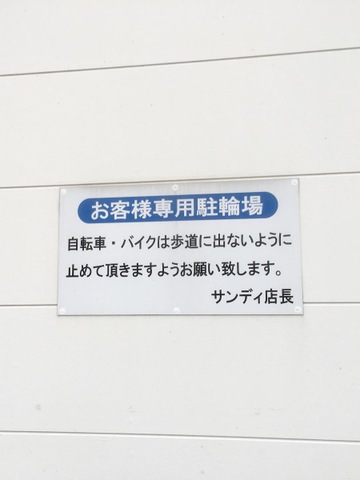 お客様専用駐輪場
自転車・バイクは歩道に出ないように
止めて頂きますようお願い致します。
サンディ店長